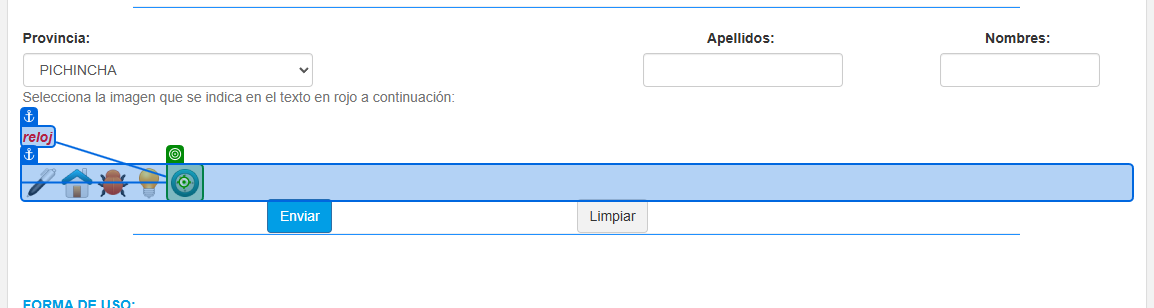 Provincia: Apellidos: Nombres:
PICHINCHA
Selecciona la imagen que se indica en el texto en rojo a continuación:
reloj
Enviar Limpiar
FORMA DE USO: